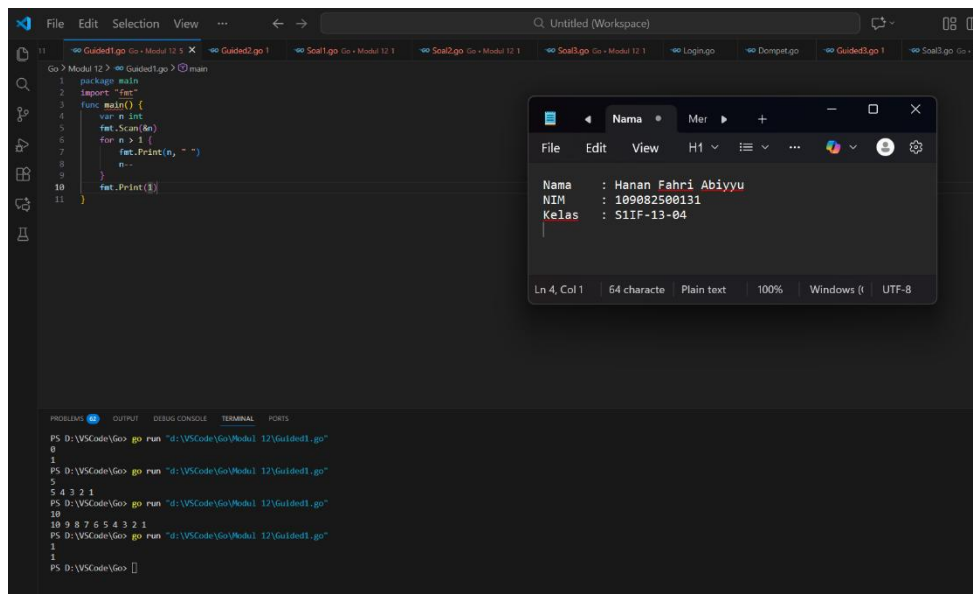 File Edit Selection View ... Untitled (Workspace)
11 Guided1.go Go • Modul 12 5 Guided2.go 1 Soal1.go Go • Modul 12 1 Soal2.go Go • Modul 12 1 Soal3.go Go • Modul 12 1 Login.go Dompet.go Guided3.go 1 Soal3.go Go •
Go > Modul 12 > Guided1.go > main
1 package main
2 import "fmt"
3 func main() {
4 var n int
5 fmt.Scan(&n)
6 for n > 1 {
7 fmt.Print(n, " ")
8 n--
9 }
10 fmt.Print(1)
11 }
Nama Mer
File Edit View H1 ...
Nama : Hanan Fahri Abiyyu
NIM : 109082500131
Kelas : S1IF-13-04
Ln 4, Col 1 64 characte Plain text 100% Windows (( UTF-8
PROBLEMS 62 OUTPUT DEBUG CONSOLE TERMINAL PORTS
PS D:\VSCode\Go> go run "d:\VSCode\Go\Modul 12\Guided1.go"
0
1
PS D:\VSCode\Go> go run "d:\VSCode\Go\Modul 12\Guided1.go"
5
5 4 3 2 1
PS D:\VSCode\Go> go run "d:\VSCode\Go\Modul 12\Guided1.go"
10
10 9 8 7 6 5 4 3 2 1
PS D:\VSCode\Go> go run "d:\VSCode\Go\Modul 12\Guided1.go"
1
1
PS D:\VSCode\Go>